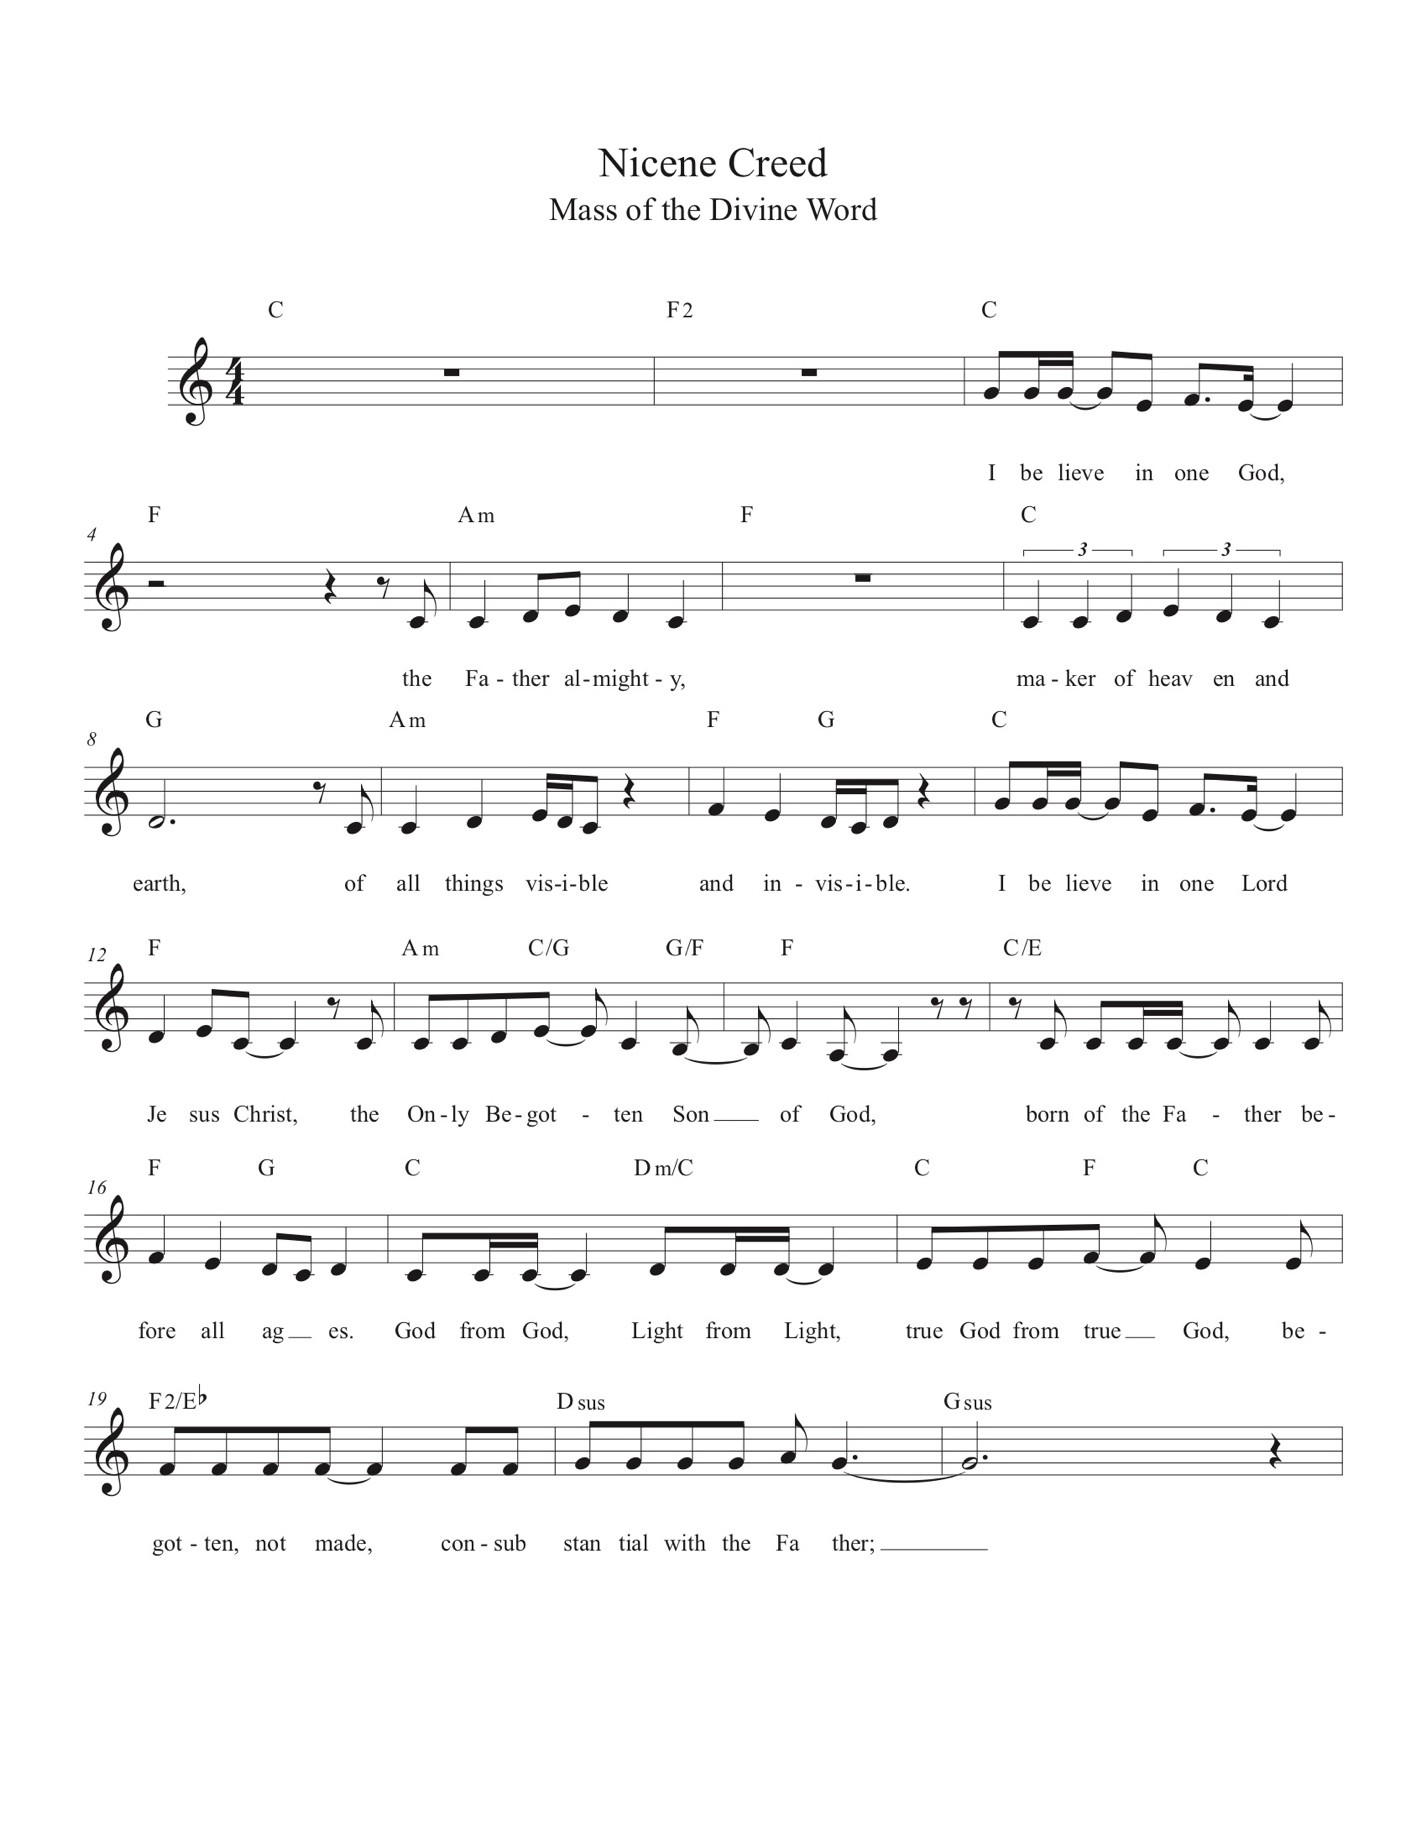 Nicene Creed
Mass of the Divine Word
C F2 C
4
4
I be lieve in one God,
4 F Am F C
3 3
the Fa - ther al-might - y, ma - ker of heav en and
8 G Am F G C
earth, of all things vis-i-ble and in - vis-i-ble. I be lieve in one Lord
12 F Am C/G G/F F C/E
Je sus Christ, the On-ly Be-got - ten Son of God, born of the Fa - ther be-
16 F G C Dm/C C F C
fore all ag es. God from God, Light from Light, true God from true God, be -
19 F2/E♭ Dsus Gsus
got - ten, not made, con - sub stan tial with the Fa ther;